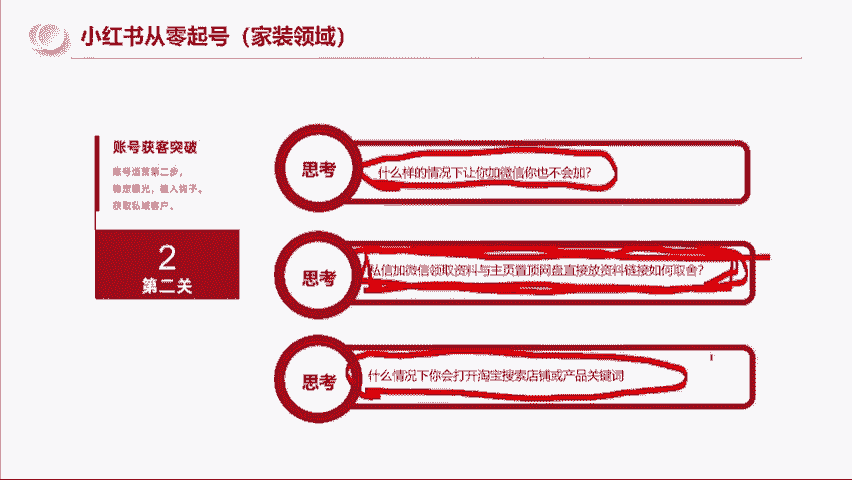 小红书从零起号（家装领域）
账号获客突破
账号运营第二步，
稳定曝光，植入钩子。
获取私域客户。
2
第二关
思考
什么样的情况下让你加微信你也不会加？
思考
私信加微信领取资料与主页置顶网盘直接放资料链接如何取舍？
思考
什么情况下你会打开淘宝搜索店铺或产品关键词